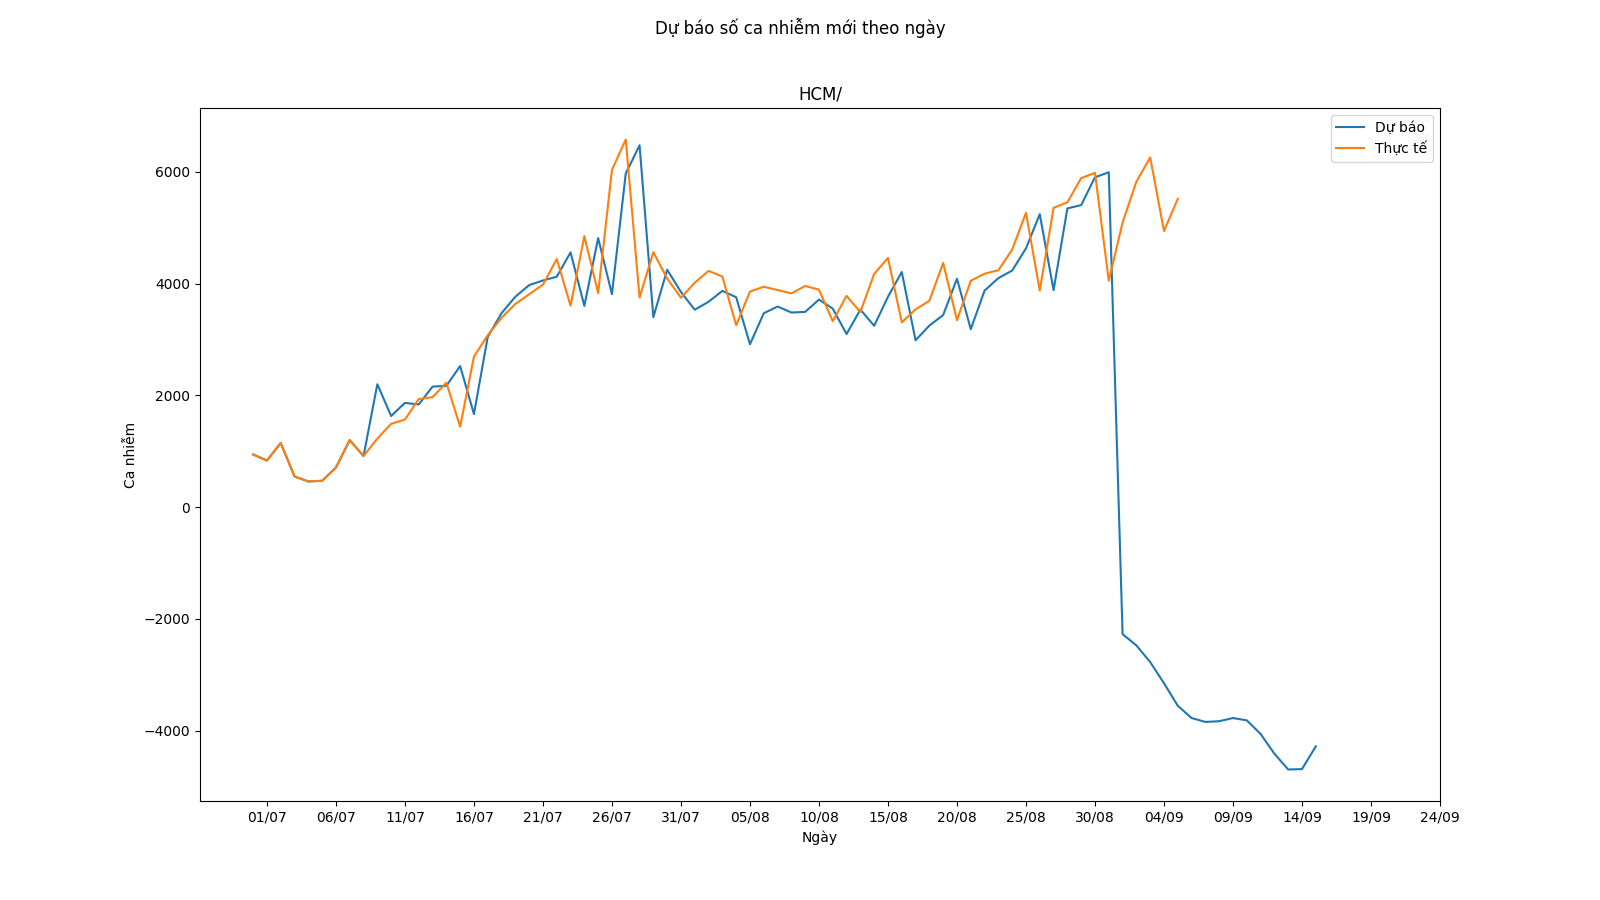 Dự báo số ca nhiễm mới theo ngày
HCM/
Dự báo
Thực tế
6000
4000
2000
0
−2000
−4000
Ca nhiễm
01/07 06/07 11/07 16/07 21/07 26/07 31/07 05/08 10/08 15/08 20/08 25/08 30/08 04/09 09/09 14/09 19/09 24/09
Ngày